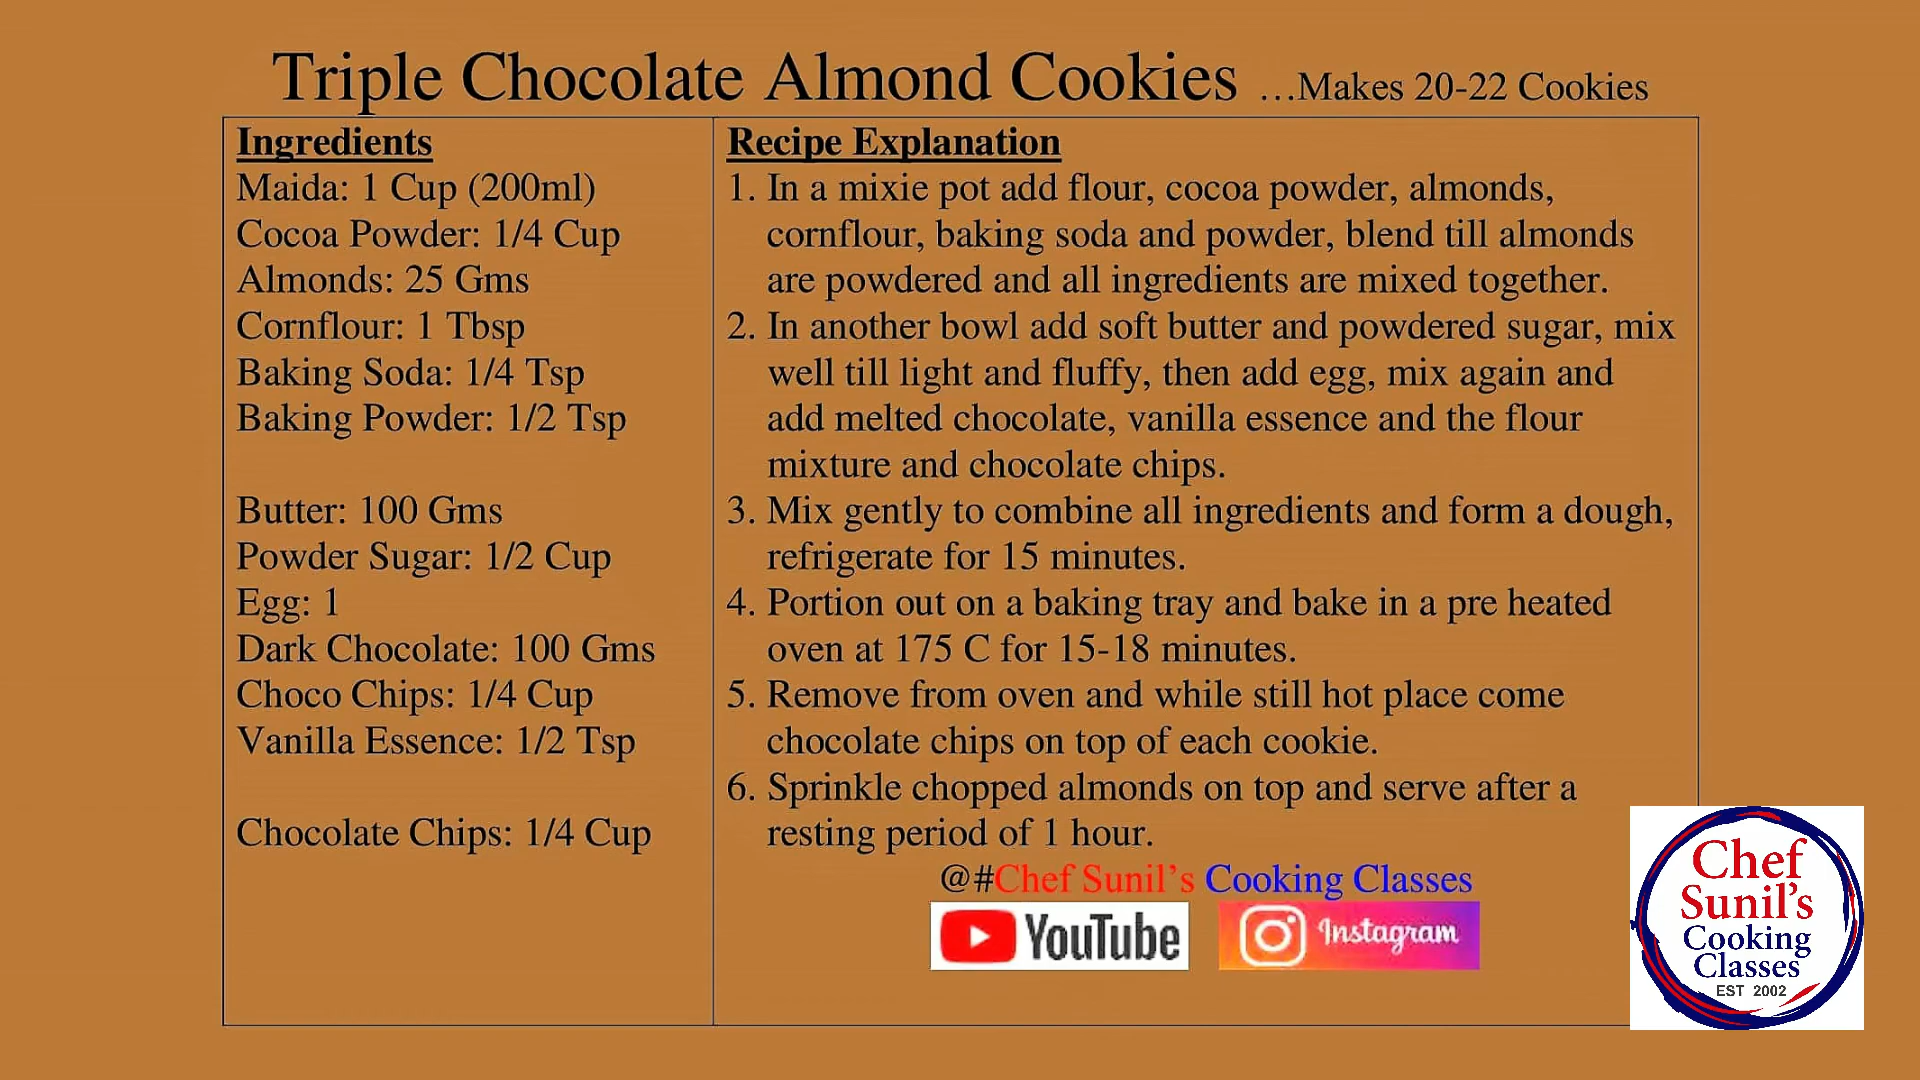 Triple Chocolate Almond Cookies ...Makes 20-22 Cookies
Ingredients
Maida: 1 Cup (200ml)
Cocoa Powder: 1/4 Cup
Almonds: 25 Gms
Cornflour: 1 Tbsp
Baking Soda: 1/4 Tsp
Baking Powder: 1/2 Tsp
Butter: 100 Gms
Powder Sugar: 1/2 Cup
Egg: 1
Dark Chocolate: 100 Gms
Choco Chips: 1/4 Cup
Vanilla Essence: 1/2 Tsp
Chocolate Chips: 1/4 Cup
Recipe Explanation
1. In a mixie pot add flour, cocoa powder, almonds,
cornflour, baking soda and powder, blend till almonds
are powdered and all ingredients are mixed together.
2. In another bowl add soft butter and powdered sugar, mix
well till light and fluffy, then add egg, mix again and
add melted chocolate, vanilla essence and the flour
mixture and chocolate chips.
3. Mix gently to combine all ingredients and form a dough,
refrigerate for 15 minutes.
4. Portion out on a baking tray and bake in a pre heated
oven at 175 C for 15-18 minutes.
5. Remove from oven and while still hot place come
chocolate chips on top of each cookie.
6. Sprinkle chopped almonds on top and serve after a
resting period of 1 hour.
@#Chef Sunil's Cooking Classes
YouTube Instagram
Chef
Sunil's
Cooking
Classes
EST 2002